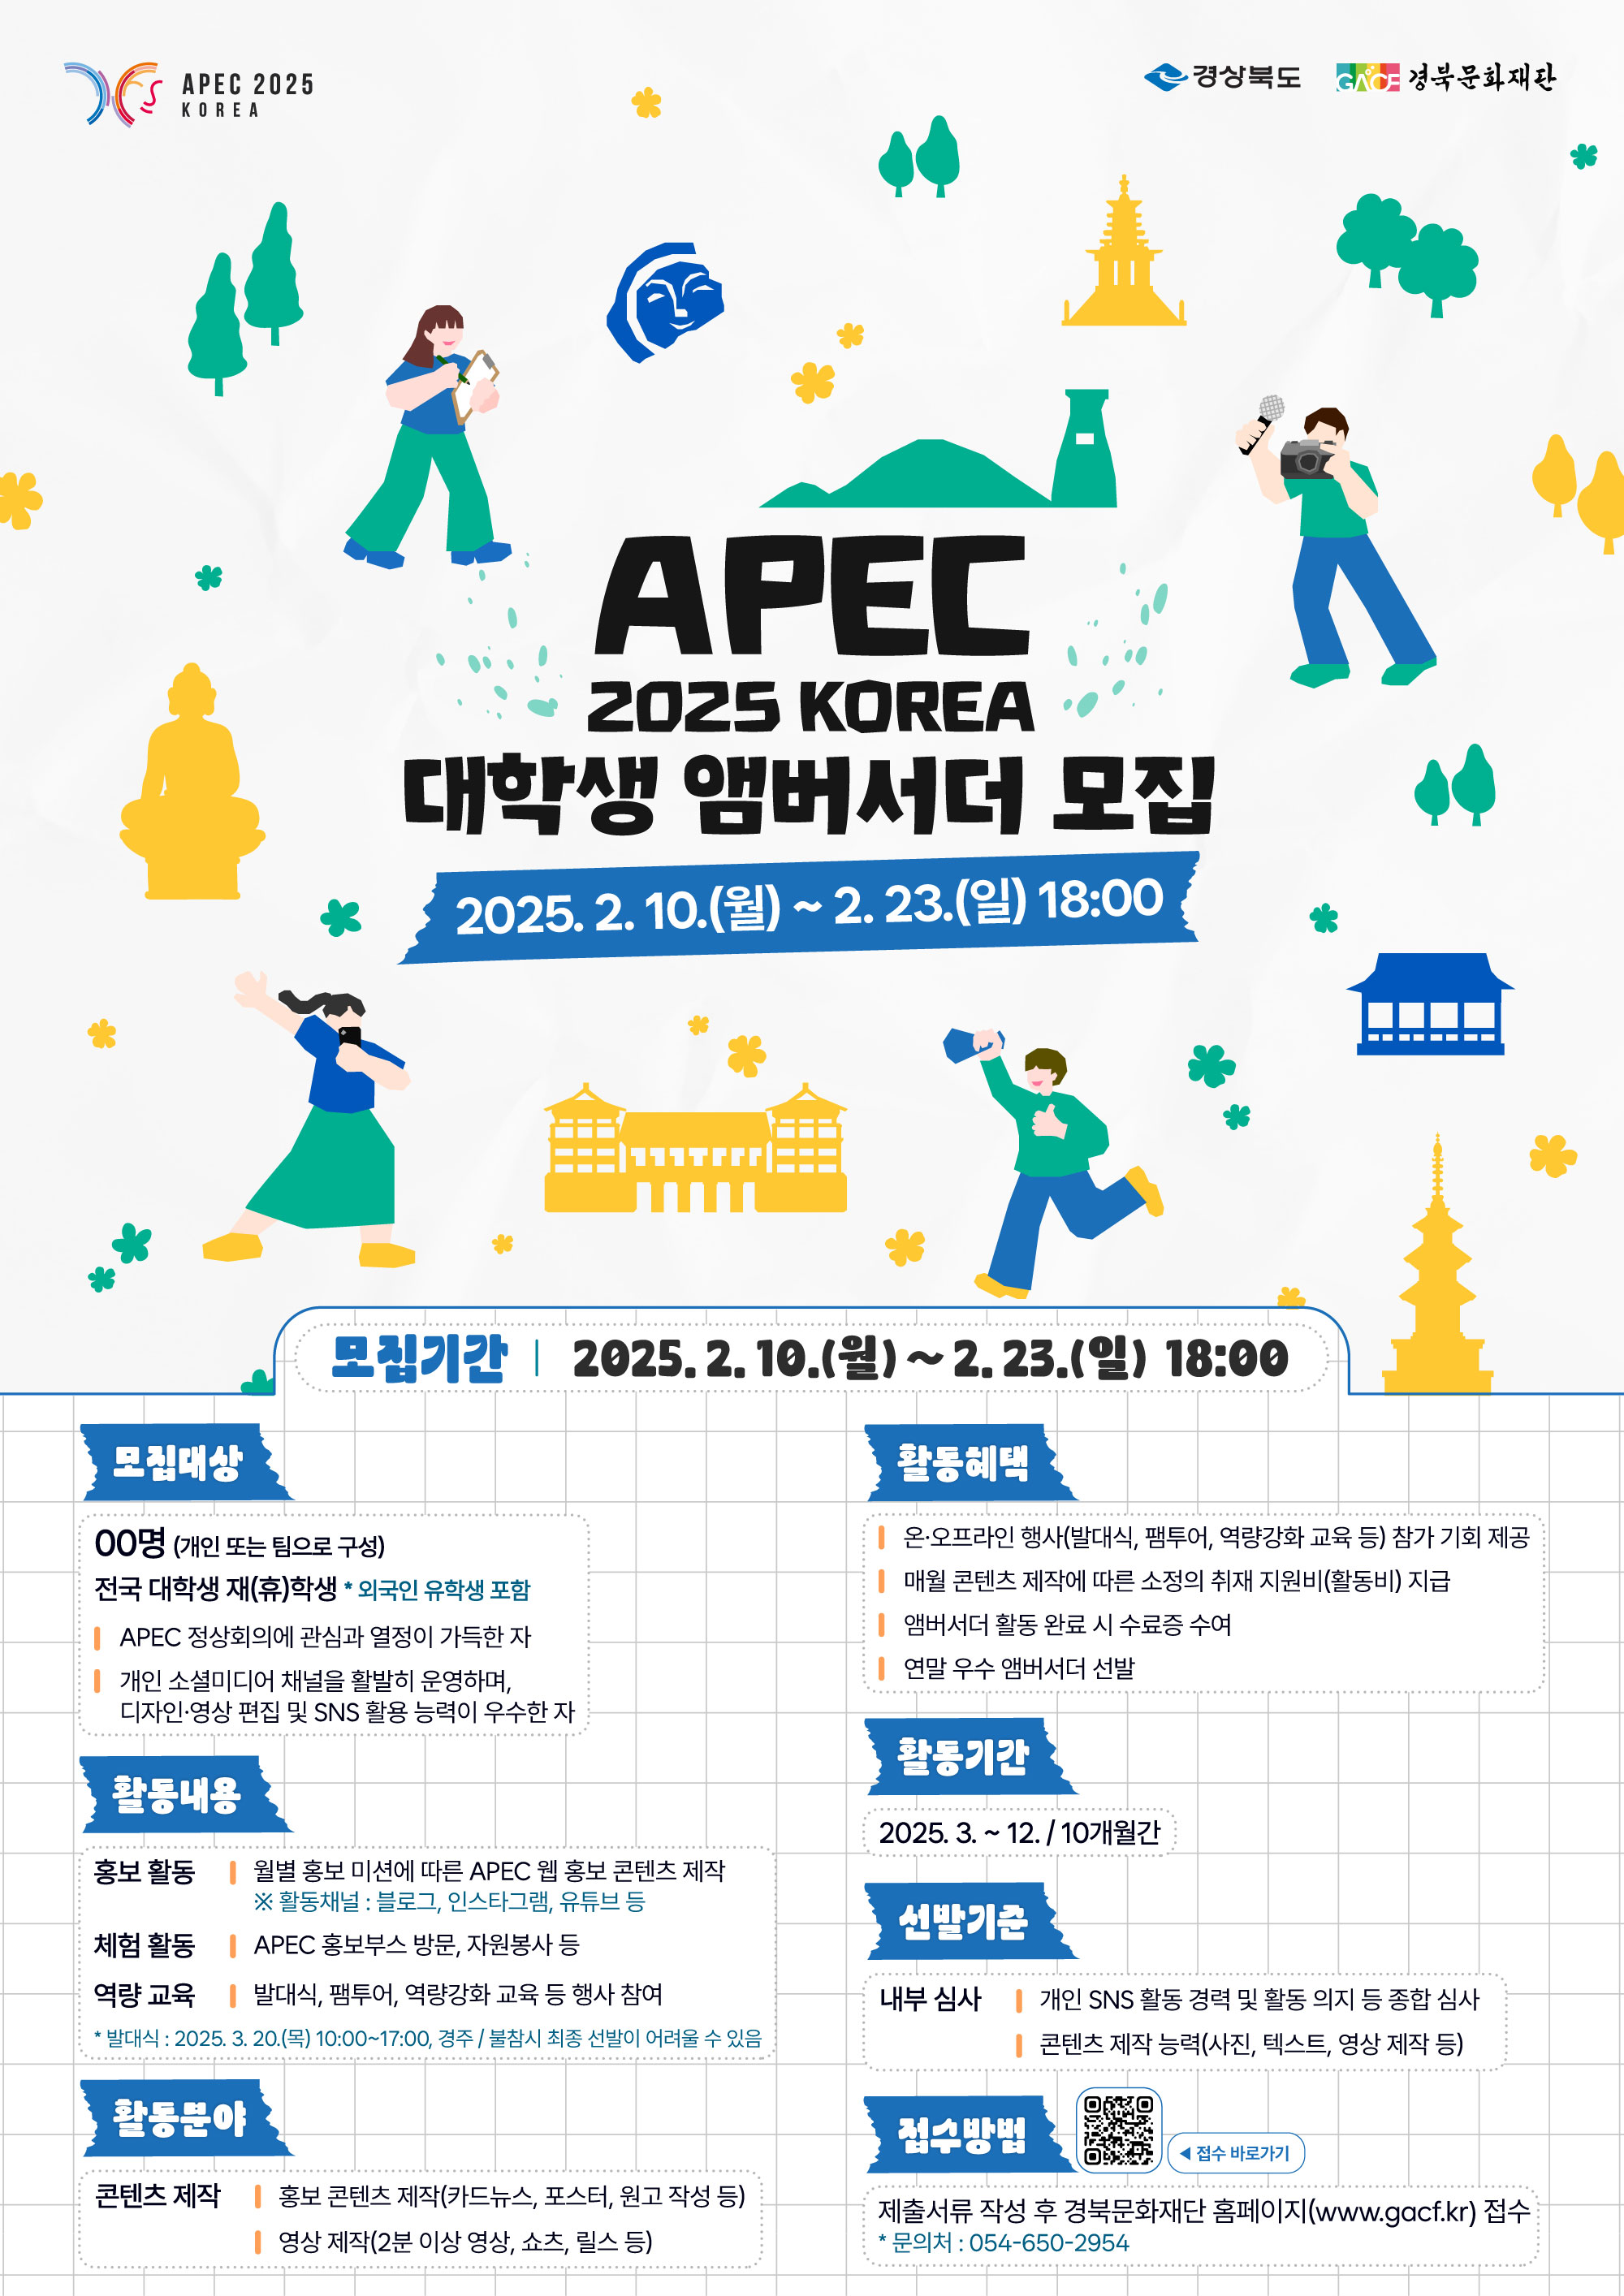 APEC 2025
KOREA
경상북도
GACF 경북문화재단
APEC
2025 KOREA
대학생 앰버서더 모집
2025. 2. 10.(월) ~ 2. 23.(일) 18:00
모집기간 | 2025. 2. 10.(월) ~ 2. 23.(일) 18:00
모집대상
00명 (개인 또는 팀으로 구성)
전국 대학생 재(휴)학생 * 외국인 유학생 포함
APEC 정상회의에 관심과 열정이 가득한 자
개인 소셜미디어 채널을 활발히 운영하며,
디자인·영상 편집 및 SNS 활용 능력이 우수한 자
활동내용
홍보 활동 월별 홍보 미션에 따른 APEC 웹 홍보 콘텐츠 제작
※ 활동채널 : 블로그, 인스타그램, 유튜브 등
체험 활동 APEC 홍보부스 방문, 자원봉사 등
역량 교육 발대식, 팸투어, 역량강화 교육 등 행사 참여
* 발대식 : 2025. 3. 20.(목) 10:00~17:00, 경주 / 불참시 최종 선발이 어려울 수 있음
활동분야
콘텐츠 제작 홍보 콘텐츠 제작(카드뉴스, 포스터, 원고 작성 등)
영상 제작(2분 이상 영상, 쇼츠, 릴스 등)
활동혜택
온·오프라인 행사(발대식, 팸투어, 역량강화 교육 등) 참가 기회 제공
매월 콘텐츠 제작에 따른 소정의 취재 지원비(활동비) 지급
앰버서더 활동 완료 시 수료증 수여
연말 우수 앰버서더 선발
활동기간
2025. 3. ~ 12. / 10개월간
선발기준
내부 심사 개인 SNS 활동 경력 및 활동 의지 등 종합 심사
콘텐츠 제작 능력(사진, 텍스트, 영상 제작 등)
접수방법
◀ 접수 바로가기
제출서류 작성 후 경북문화재단 홈페이지(www.gacf.kr) 접수
* 문의처 : 054-650-2954